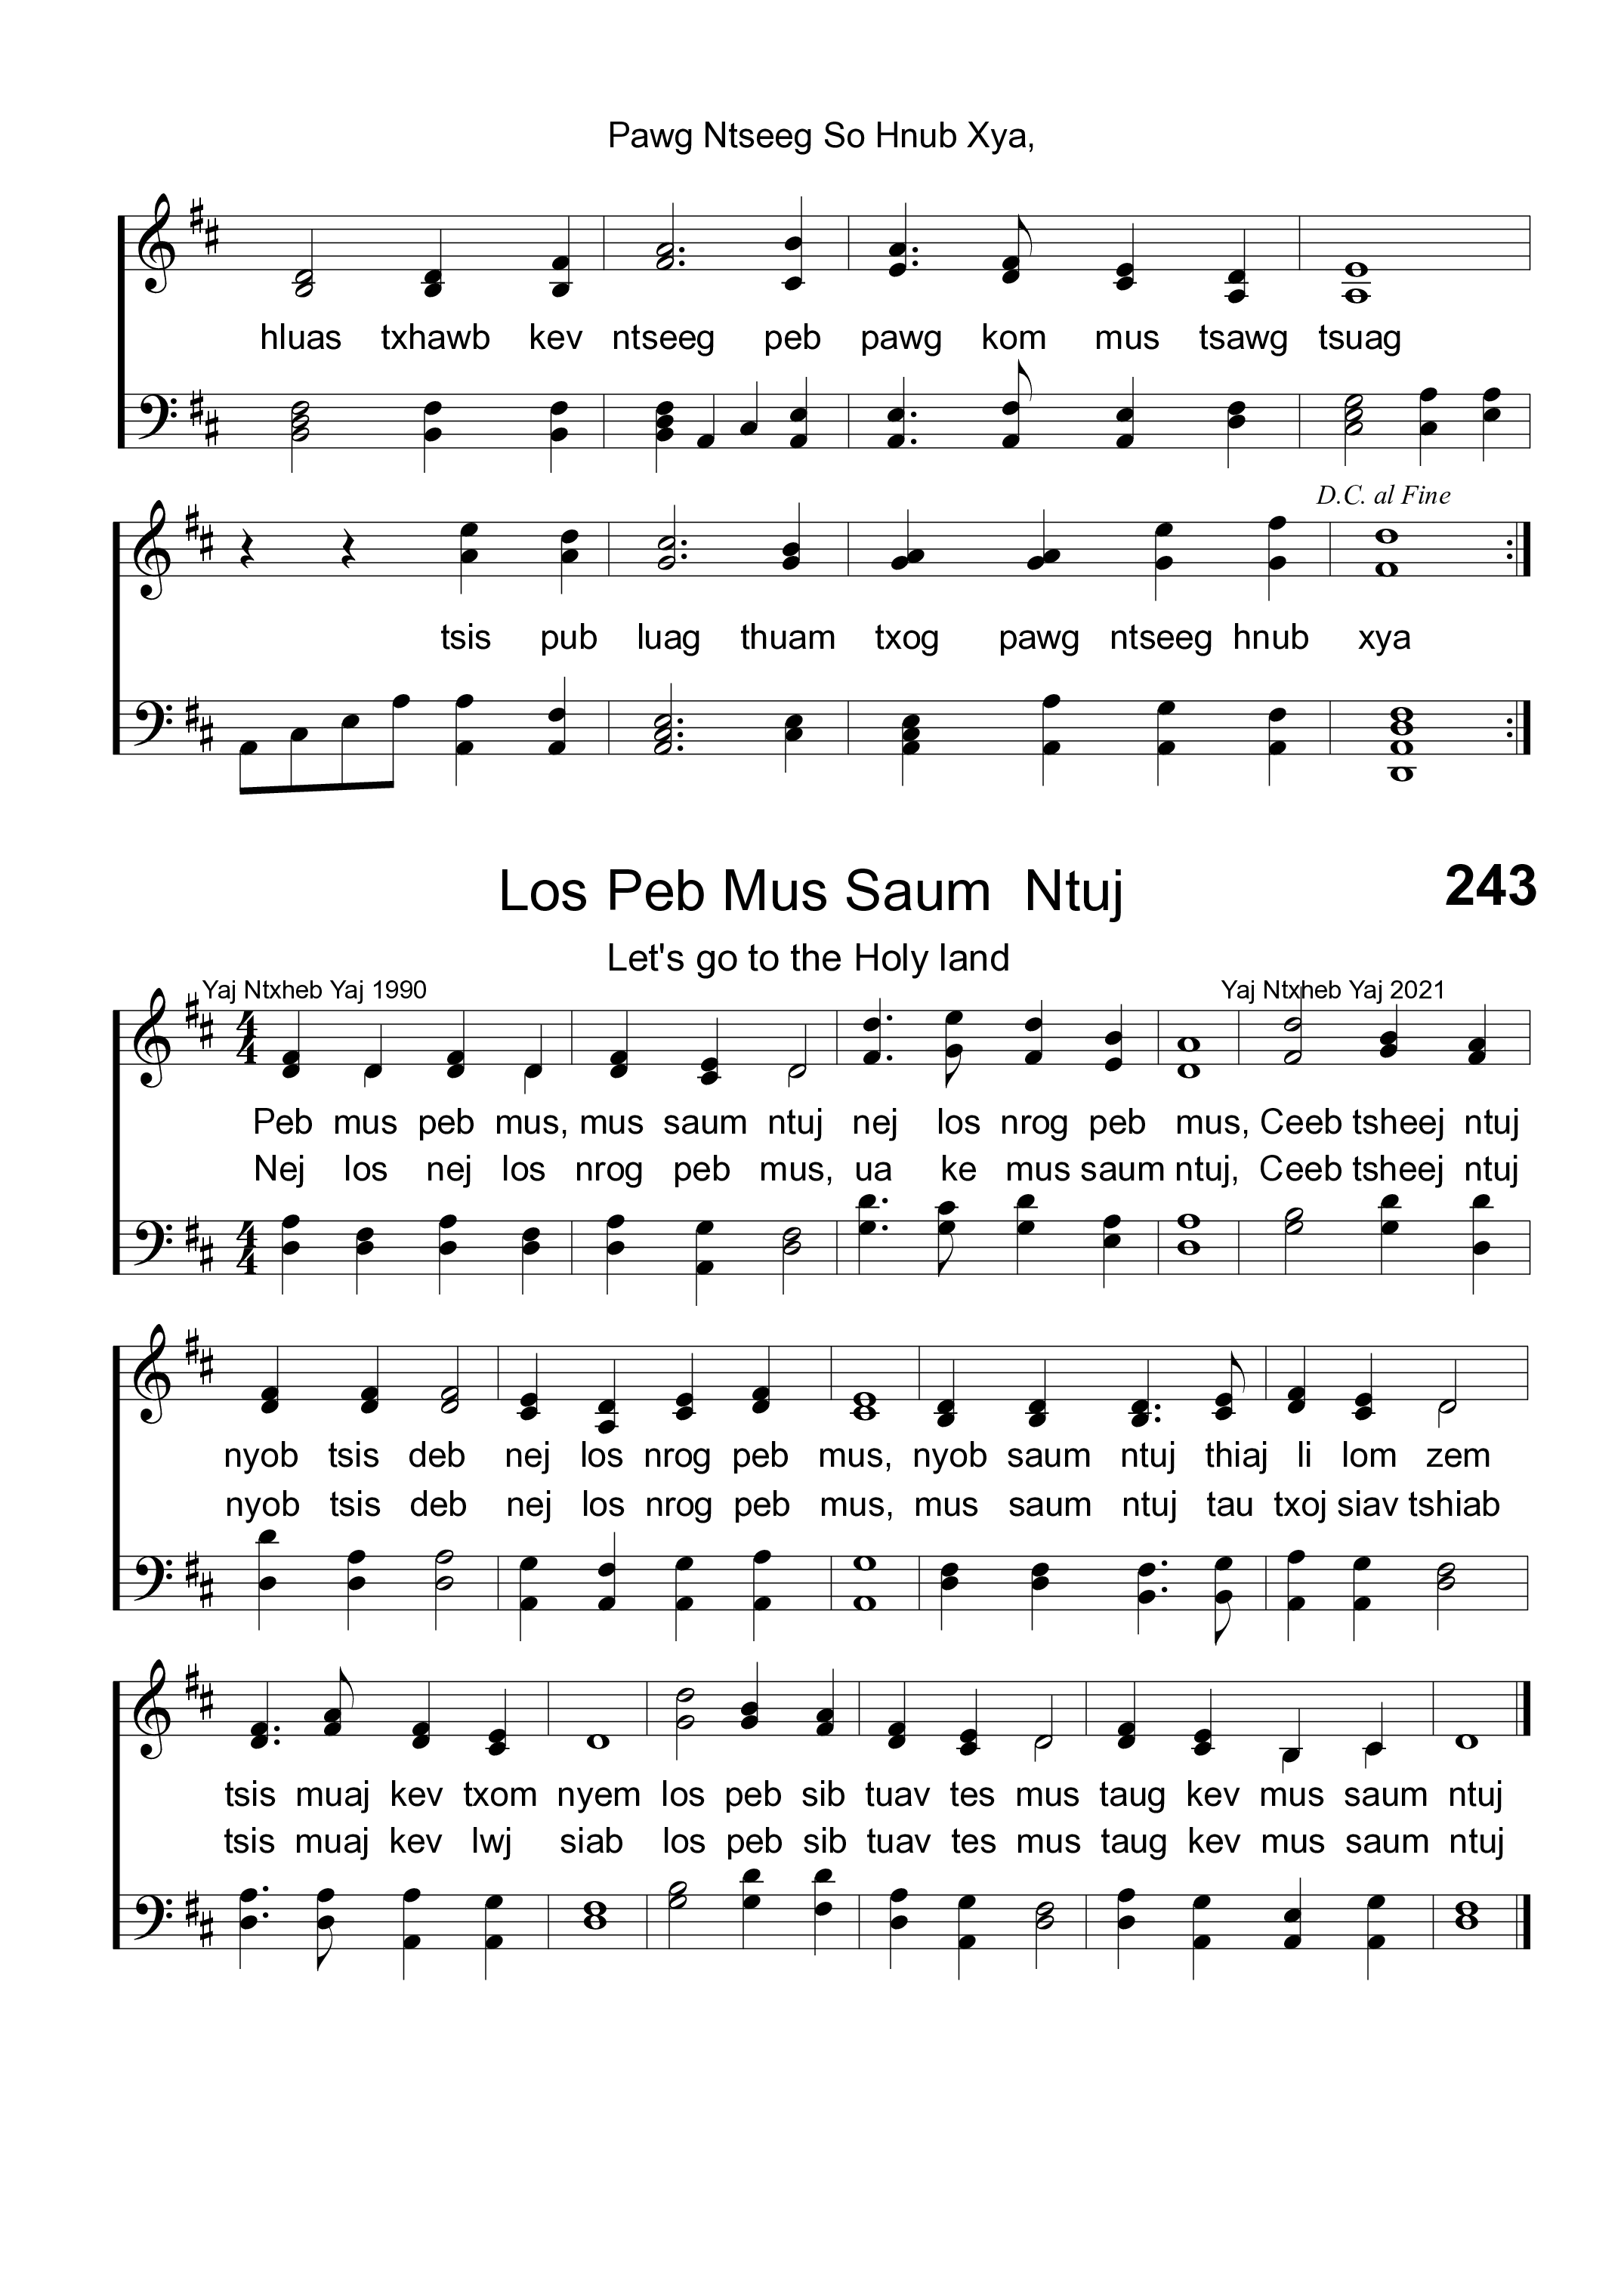 Pawg Ntseeg So Hnub Xya,
hluas txhawb kev ntseeg peb pawg kom mus tsawg tsuag
D.C. al Fine
tsis pub luag thuam txog pawg ntseeg hnub xya
Los Peb Mus Saum Ntuj 243
Let's go to the Holy land
Yaj Ntxheb Yaj 1990 Yaj Ntxheb Yaj 2021
4 4
Peb mus peb mus, mus saum ntuj nej los nrog peb mus, Ceeb tsheej ntuj
Nej los nej los nrog peb mus, ua ke mus saum ntuj, Ceeb tsheej ntuj
4 4
nyob tsis deb nej los nrog peb mus, nyob saum ntuj thiaj li lom zem
nyob tsis deb nej los nrog peb mus, mus saum ntuj tau txoj siav tshiab
tsis muaj kev txom nyem los peb sib tuav tes mus taug kev mus saum ntuj
tsis muaj kev lwj siab los peb sib tuav tes mus taug kev mus saum ntuj